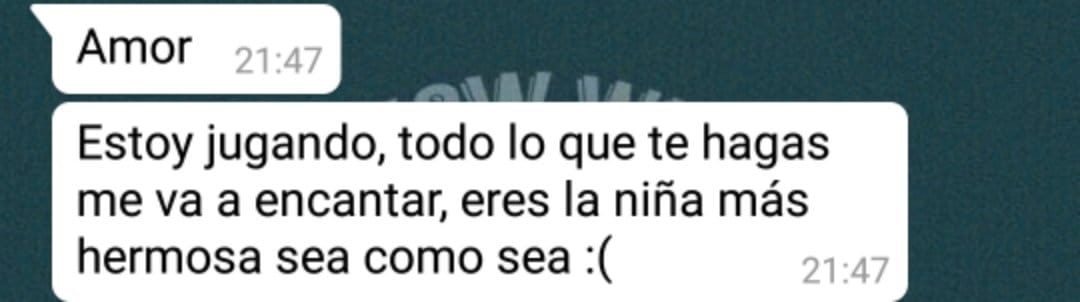 Amor 21:47
Estoy jugando, todo lo que te hagas
me va a encantar, eres la niña más
hermosa sea como sea :( 21:47